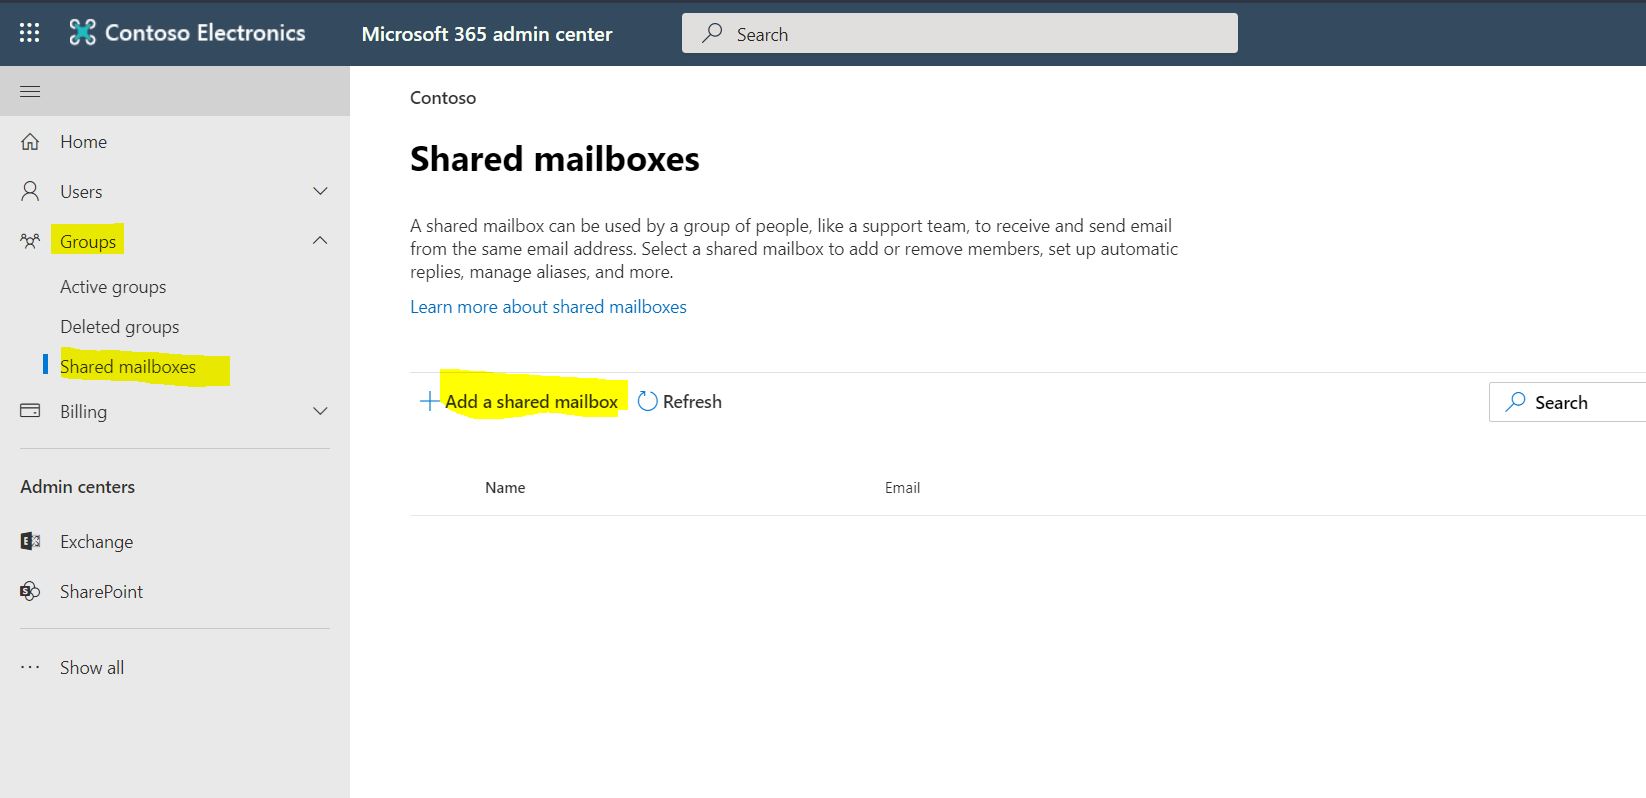 Contoso Electronics
Microsoft 365 admin center
Search
Home
Users
Groups
Active groups
Deleted groups
Shared mailboxes
Billing
Admin centers
Exchange
SharePoint
Show all
Contoso
Shared mailboxes
A shared mailbox can be used by a group of people, like a support team, to receive and send email
from the same email address. Select a shared mailbox to add or remove members, set up automatic
replies, manage aliases, and more.
Learn more about shared mailboxes
Add a shared mailbox
Refresh
Search
Name
Email